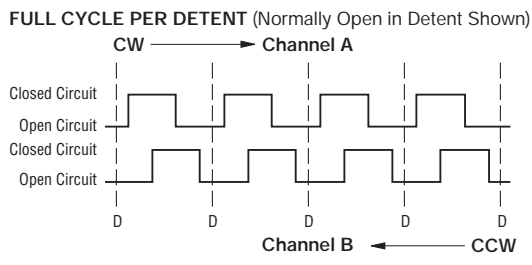 FULL CYCLE PER DETENT (Normally Open in Detent Shown)
CW Channel A
Closed Circuit
Open Circuit
Closed Circuit
Open Circuit
D D D D D
Channel B CCW